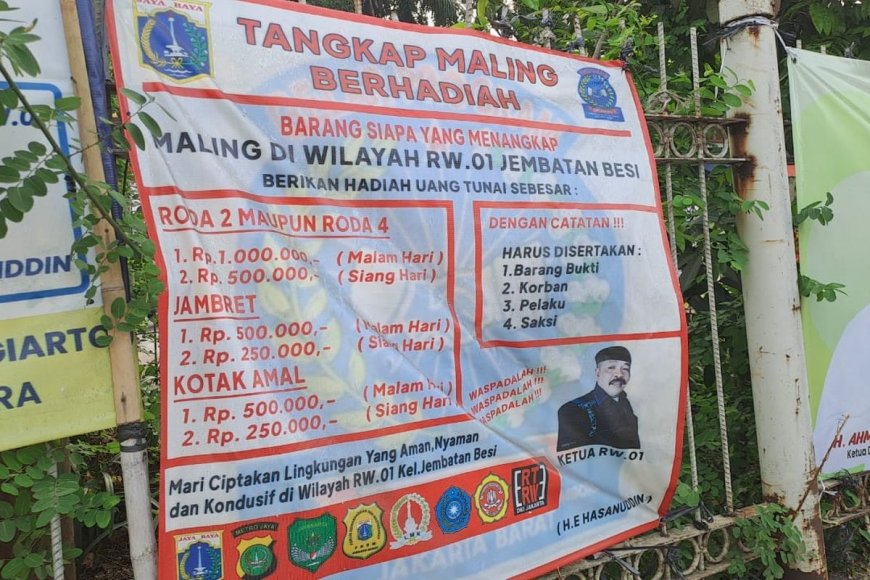 JAYA RAYA
TANGKAP MALING
BERHADIAH
BARANG SIAPA YANG MENANGKAP
MALING DI WILAYAH RW.01 JEMBATAN BESI
BERIKAN HADIAH UANG TUNAI SEBESAR :
RODA 2 MAUPUN RODA 4
1. Rp.1.000.000,- ( Malam Hari )
2. Rp. 500.000,- ( Siang Hari )
JAMBRET
1. Rp. 500.000,- (Malam Hari )
2. Rp. 250.000,- ( Siang Hari )
KOTAK AMAL
1. Rp. 500.000,- (Malam Hari )
2. Rp. 250.000,- ( Siang Hari )
DENGAN CATATAN !!!
HARUS DISERTAKAN :
1.Barang Bukti
2. Korban
3. Pelaku
4. Saksi
WASPADALAH !!!
WASPADALAH !!!
WASPADALAH !!!
KETUA RW.01
(H.E HASANUDDIN )
Mari Ciptakan Lingkungan Yang Aman,Nyaman
dan Kondusif di Wilayah RW.01 Kel.Jembatan Besi
JAYA RAYA
METRO JAYA
LMK
RT
RW
DKI JAKARTA
JAKARTA BARAT
UDDIN
GIARTO
RA
H. AHM
Ketua D